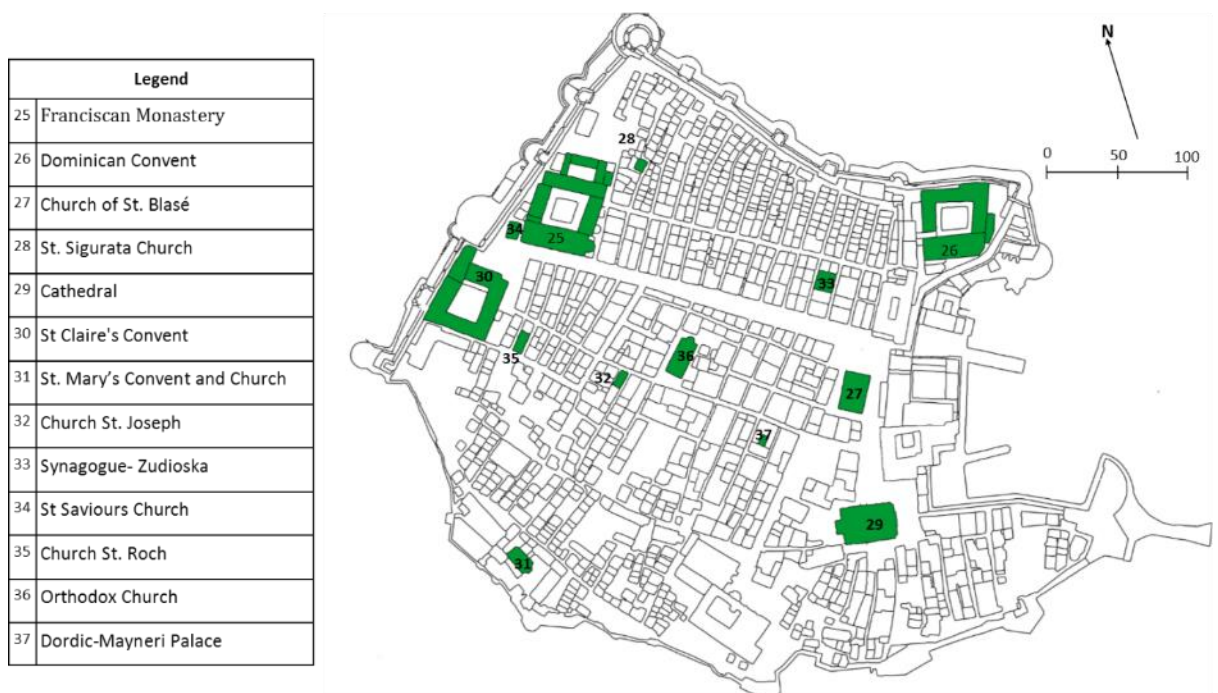 Legend
25 Franciscan Monastery
26 Dominican Convent
27 Church of St. Blasé
28 St. Sigurata Church
29 Cathedral
30 St Claire's Convent
31 St. Mary’s Convent and Church
32 Church St. Joseph
33 Synagogue- Zudioska
34 St Saviours Church
35 Church St. Roch
36 Orthodox Church
37 Dordic-Mayneri Palace
N
0 50 100
28
34
25
26
30
33
35
32
36
27
37
29
31